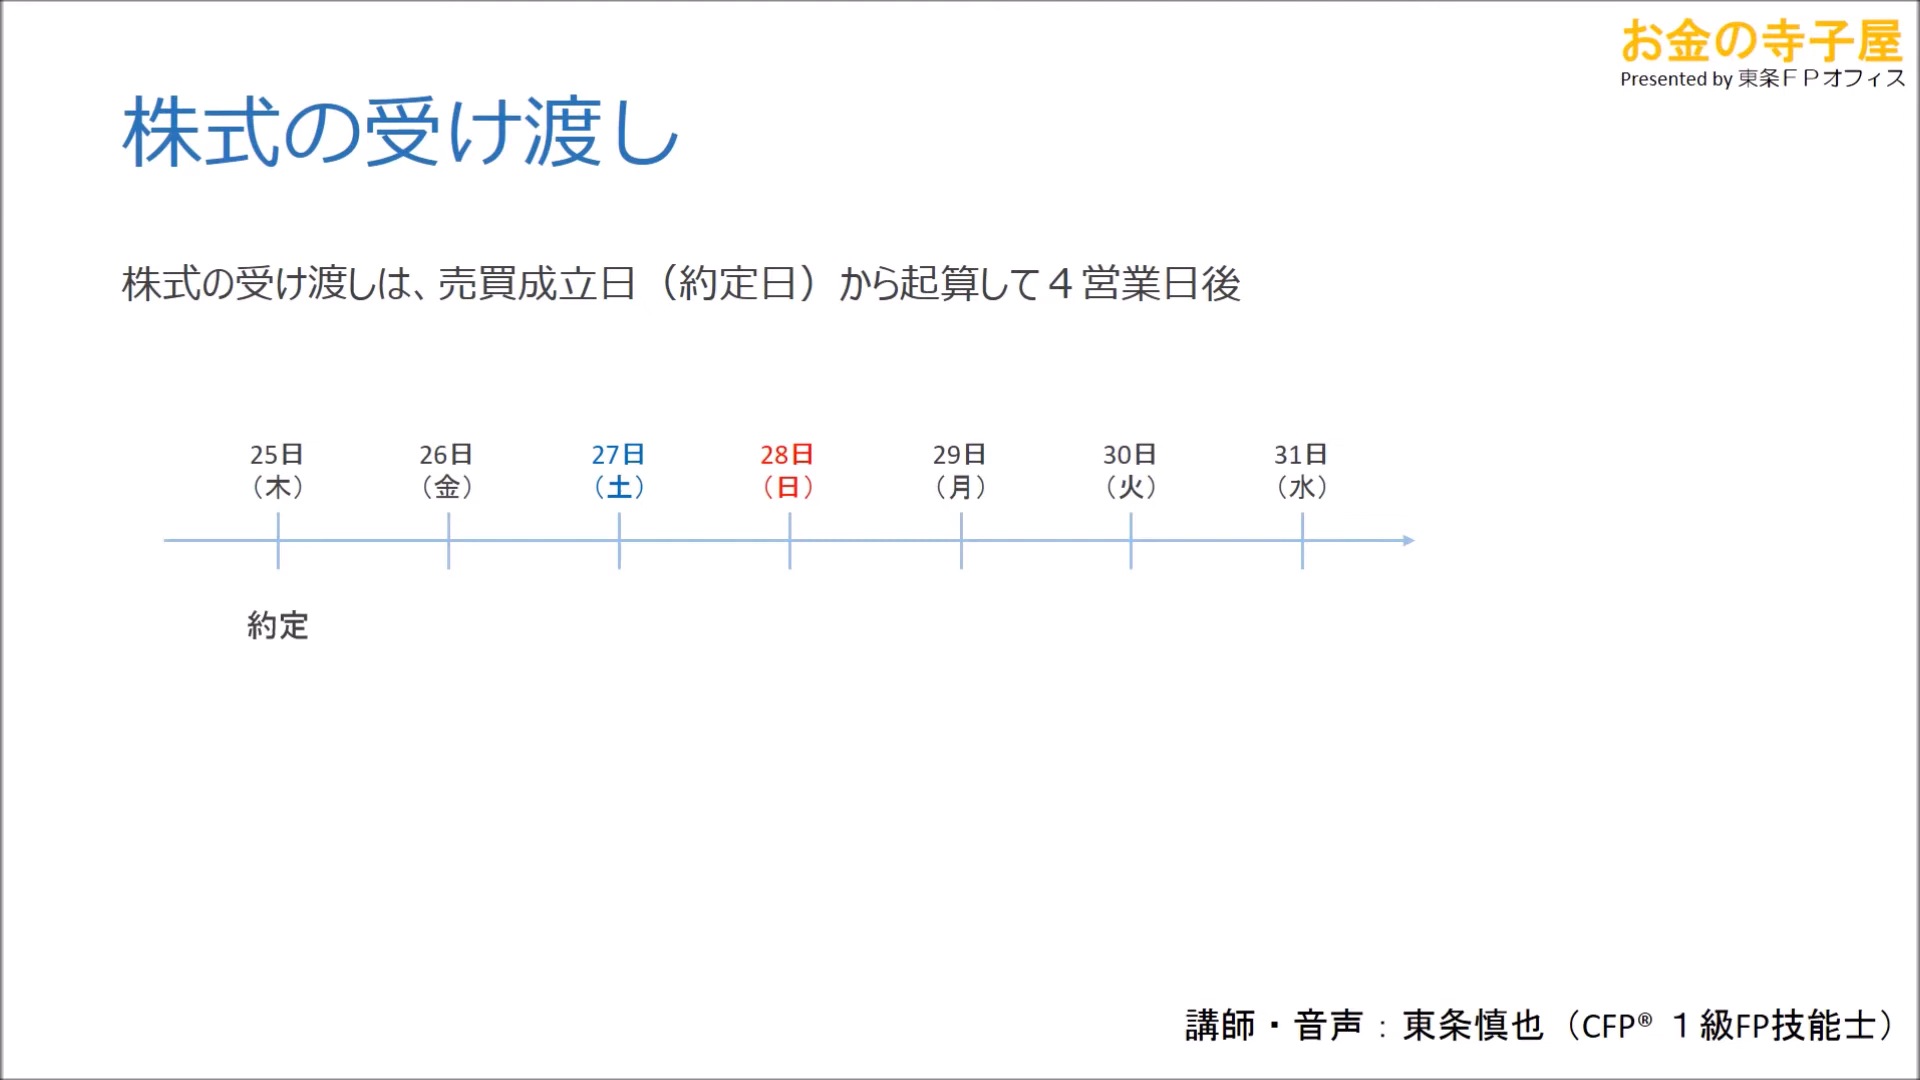 お金の寺子屋
Presented by 東条ＦＰオフィス
株式の受け渡し
株式の受け渡しは、売買成立日（約定日）から起算して４営業日後
25日 26日 27日 28日 29日 30日 31日
（木） （金） （土） （日） （月） （火） （水）
約定
講師・音声：東条慎也（CFP® １級FP技能士）